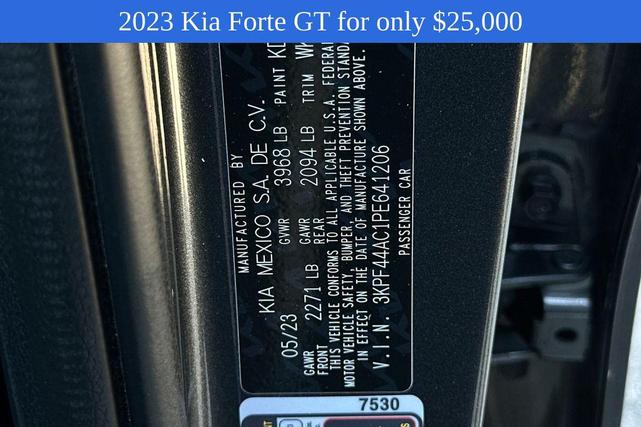 2023 Kia Forte GT for only $25,000
MANUFACTURED BY
KIA MEXICO S.A. DE C.V.
05/23 GVWR 3968 LB PAINT
GAWR FRONT 2271 LB GAWR REAR 2094 LB TRIM
THIS VEHICLE CONFORMS TO ALL APPLICABLE U.S.A. FEDERAL
MOTOR VEHICLE SAFETY, BUMPER, AND THEFT PREVENTION
IN EFFECT ON THE DATE OF MANUFACTURE SHOWN ABOVE.
V.I.N. 3KPF44AC1PE641206
PASSENGER CAR
7530